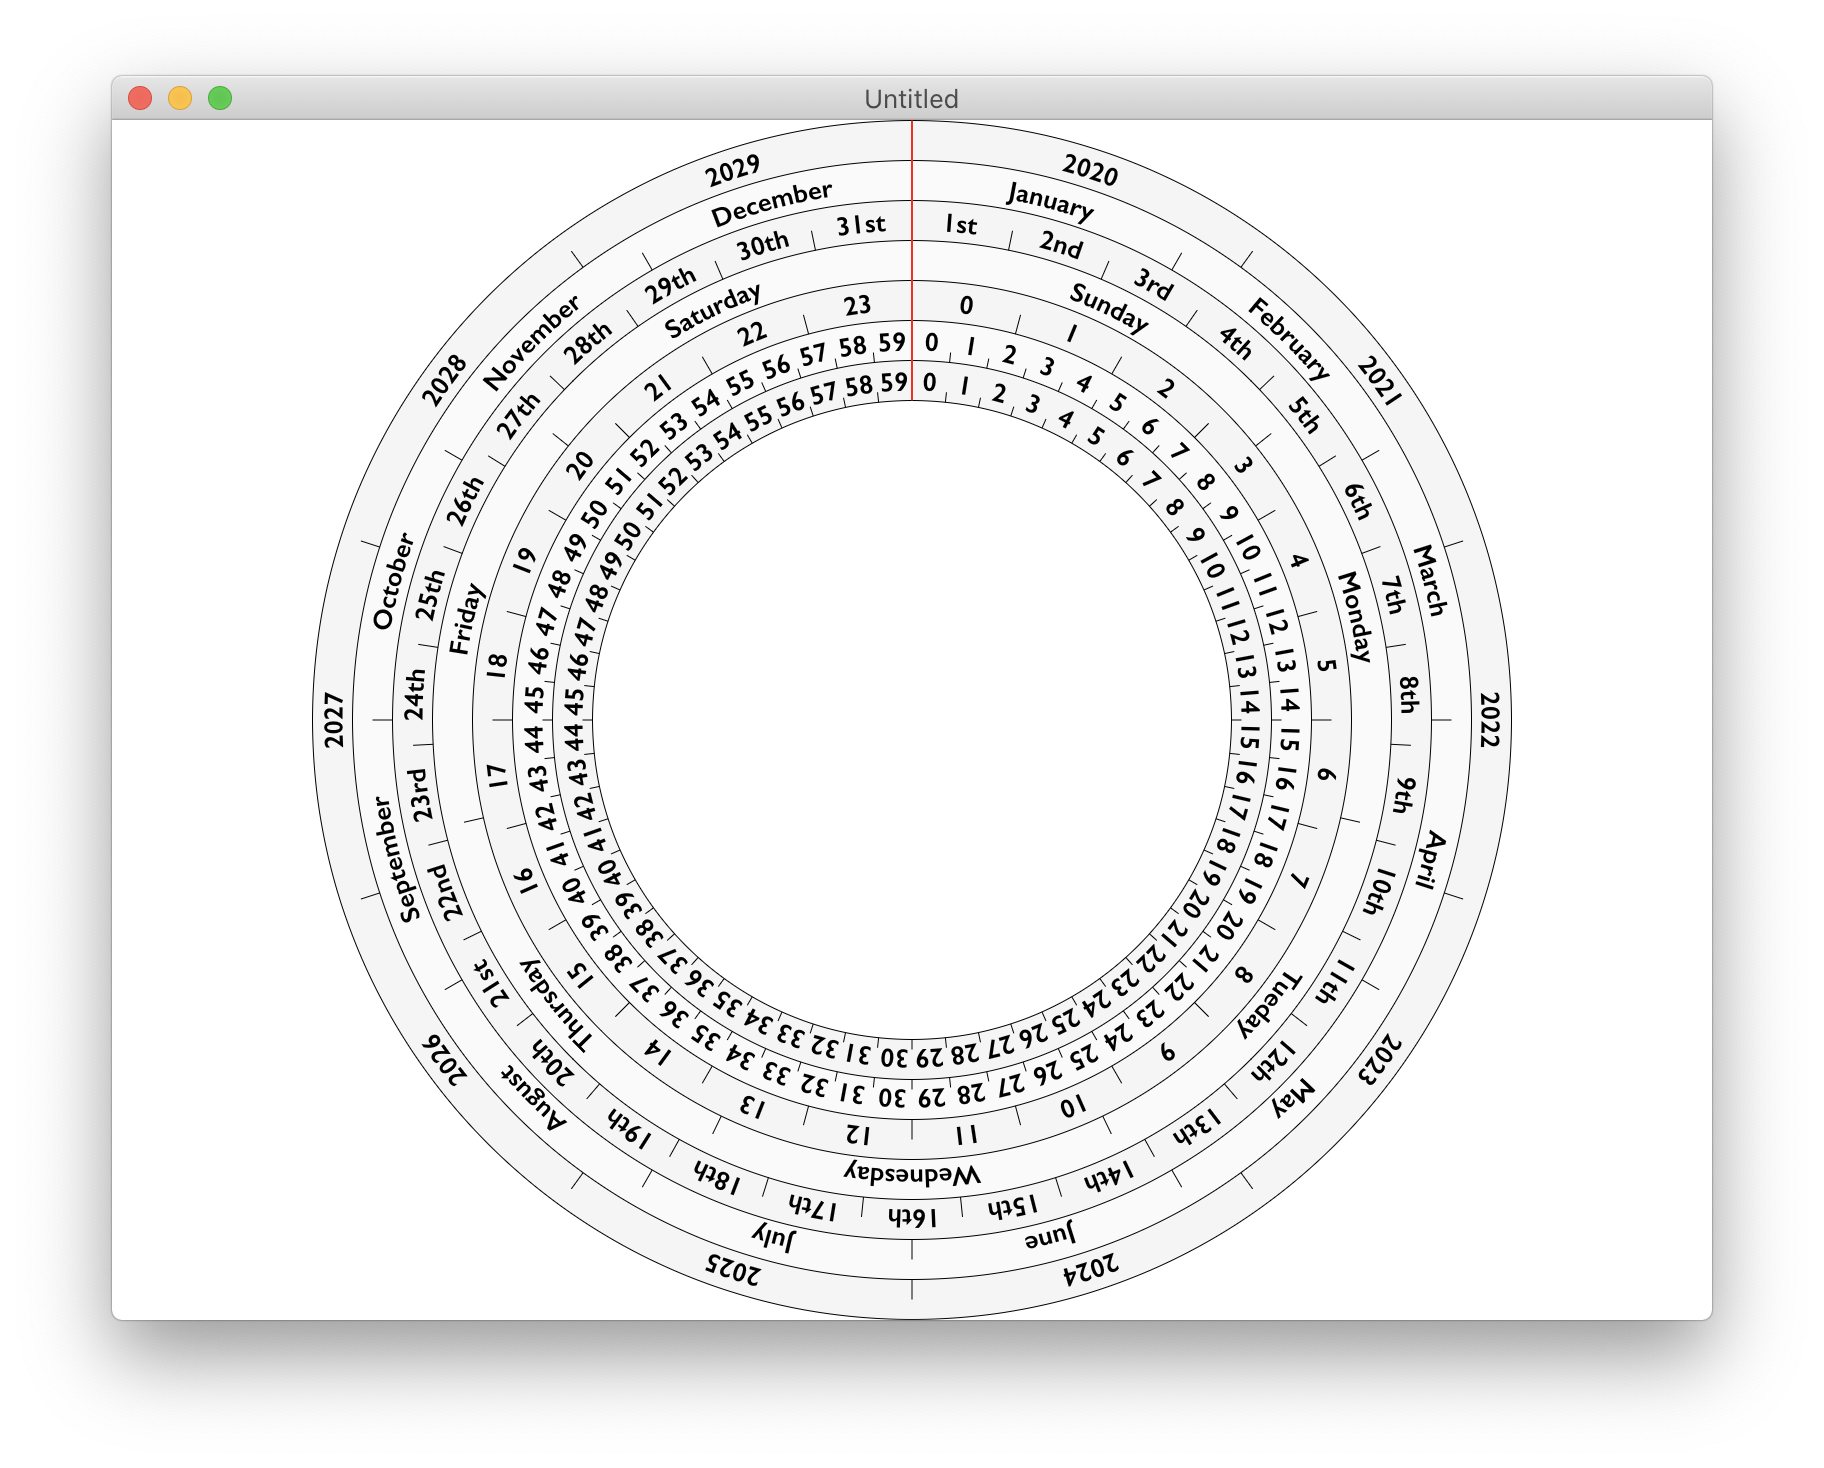 Untitled
2020 2021 2022 2023 2024 2025 2026 2027 2028 2029
January February March April May June July August September October November December
1st 2nd 3rd 4th 5th 6th 7th 8th 9th 10th 11th 12th 13th 14th 15th 16th 17th 18th 19th 20th 21st 22nd 23rd 24th 25th 26th 27th 28th 29th 30th 31st
Sunday Monday Tueday Wednesday Thursday Friday Saturday
0 1 2 3 4 5 6 7 8 9 10 11 12 13 14 15 16 17 18 19 20 21 22 23
0 1 2 3 4 5 6 7 8 9 10 11 12 13 14 15 16 17 18 19 20 21 22 23 24 25 26 27 28 29 30 31 32 33 34 35 36 37 38 39 40 41 42 43 44 45 46 47 48 49 50 51 52 53 54 55 56 57 58 59
0 1 2 3 4 5 6 7 8 9 10 11 12 13 14 15 16 17 18 19 20 21 22 23 24 25 26 27 28 29 30 31 32 33 34 35 36 37 38 39 40 41 42 43 44 45 46 47 48 49 50 51 52 53 54 55 56 57 58 59